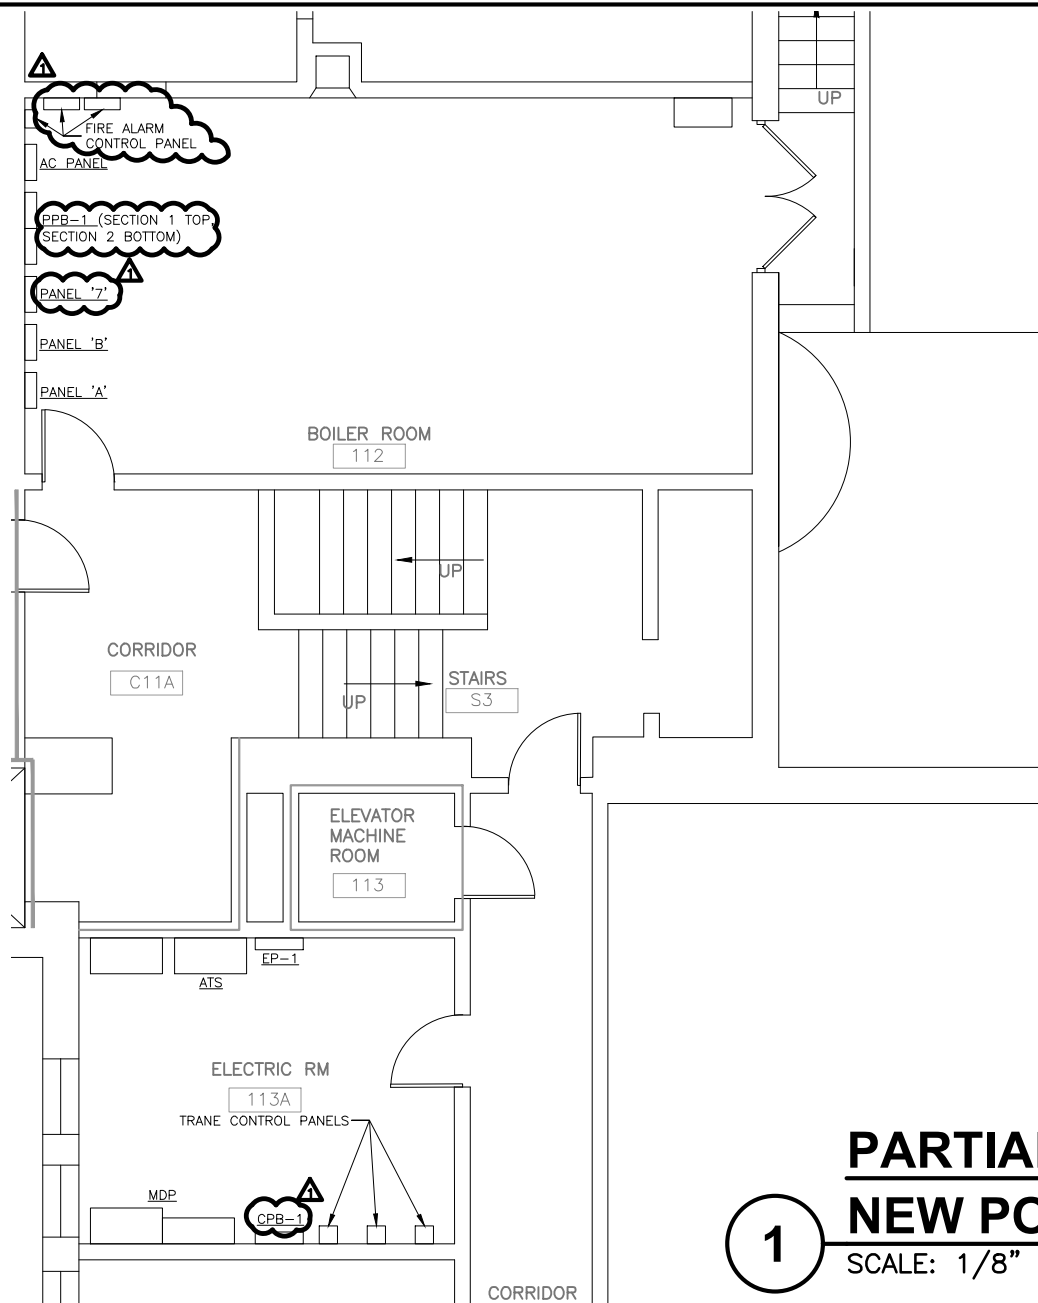 1
UP
FIRE ALARM
CONTROL PANEL
AC PANEL
PPB-1 (SECTION 1 TOP,
SECTION 2 BOTTOM)
1
PANEL '7'
PANEL 'B'
PANEL 'A'
BOILER ROOM
112
UP
CORRIDOR
C11A
UP
STAIRS
S3
ELEVATOR
MACHINE
ROOM
113
EP-1
ATS
ELECTRIC RM
113A
TRANE CONTROL PANELS
MDP
1
CPB-1
PARTIAL
1
NEW PO
SCALE: 1/8"
CORRIDOR